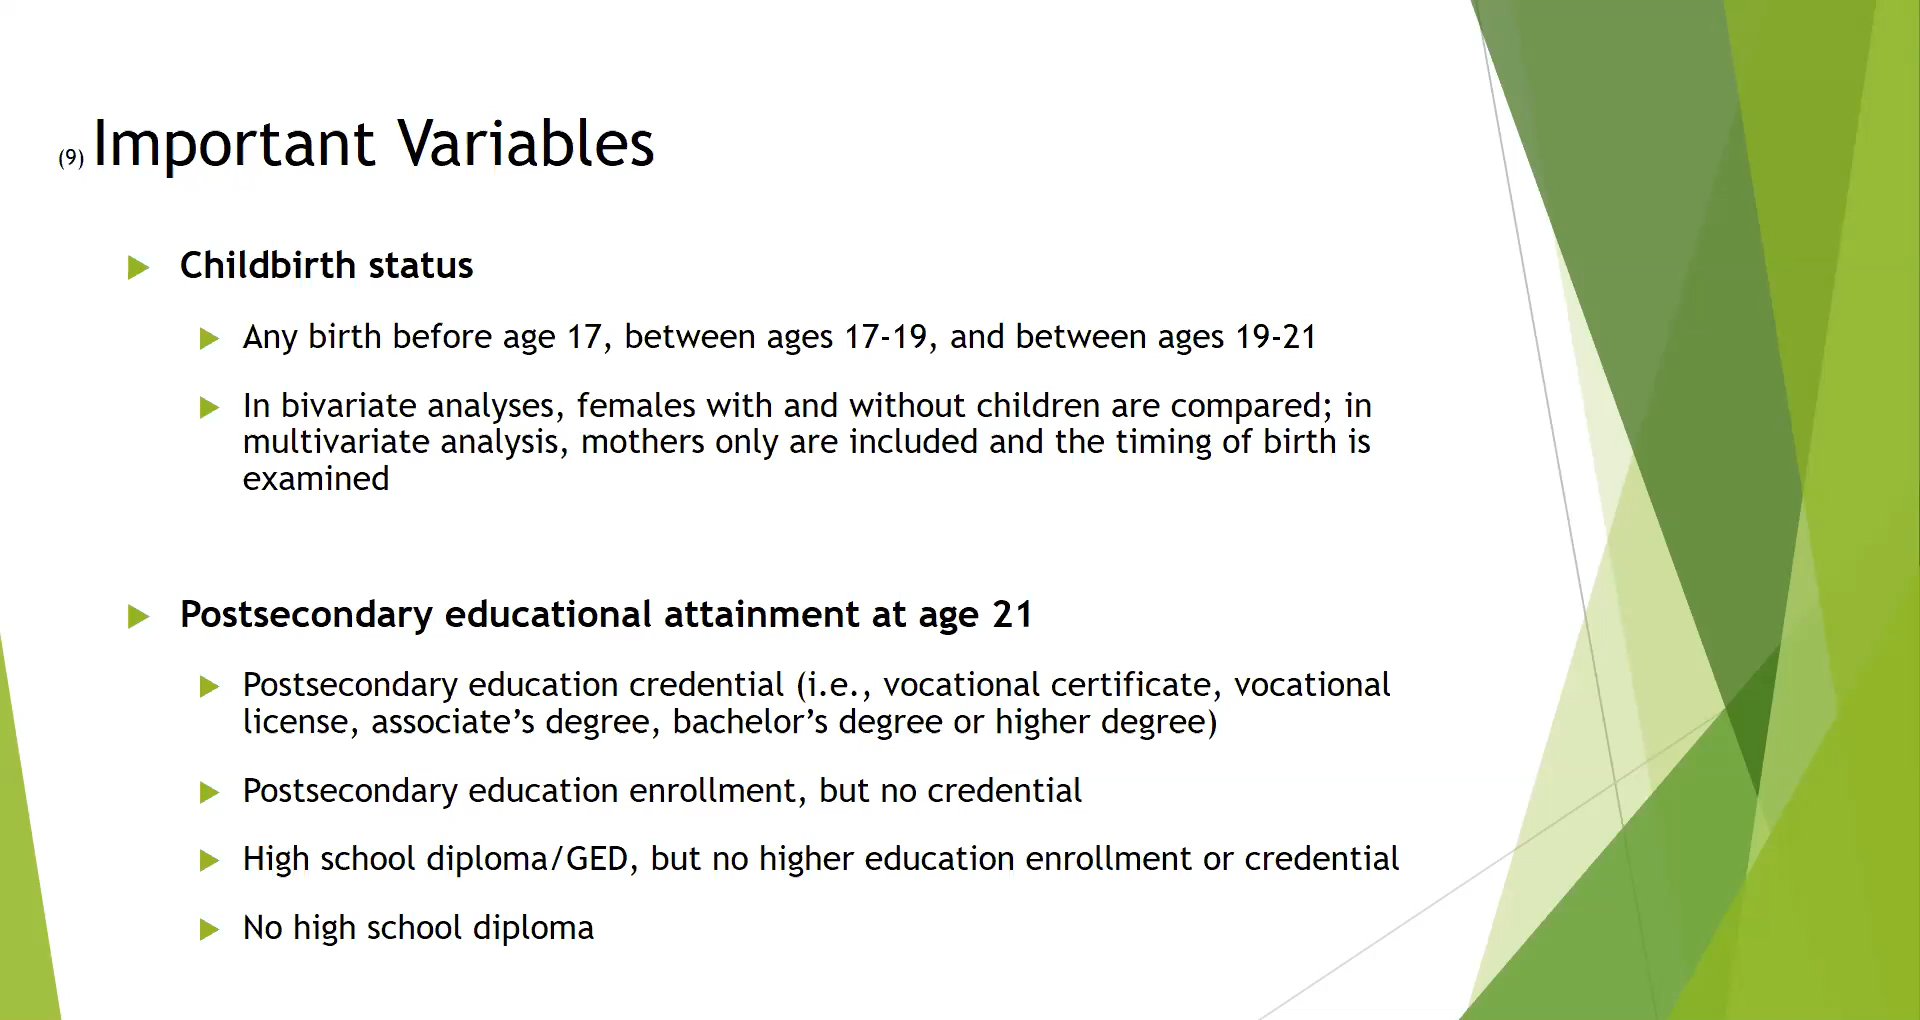 (9) Important Variables
Childbirth status
Any birth before age 17, between ages 17-19, and between ages 19-21
In bivariate analyses, females with and without children are compared; in
multivariate analysis, mothers only are included and the timing of birth is
examined
Postsecondary educational attainment at age 21
Postsecondary education credential (i.e., vocational certificate, vocational
license, associate’s degree, bachelor’s degree or higher degree)
Postsecondary education enrollment, but no credential
High school diploma/GED, but no higher education enrollment or credential
No high school diploma